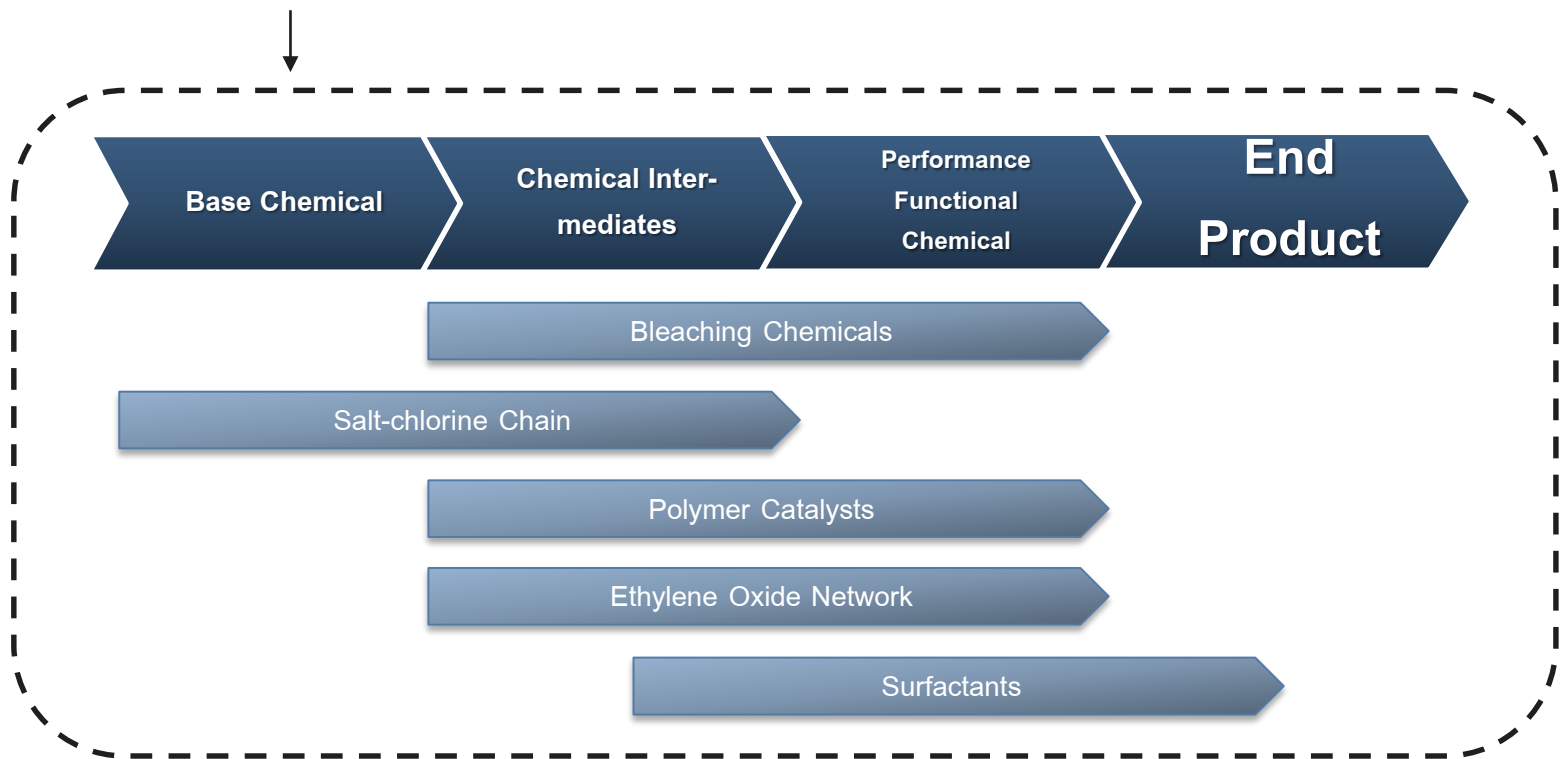 Base Chemical
Chemical Inter-
mediates
Performance
Functional
Chemical
End
Product
Bleaching Chemicals
Salt-chlorine Chain
Polymer Catalysts
Ethylene Oxide Network
Surfactants